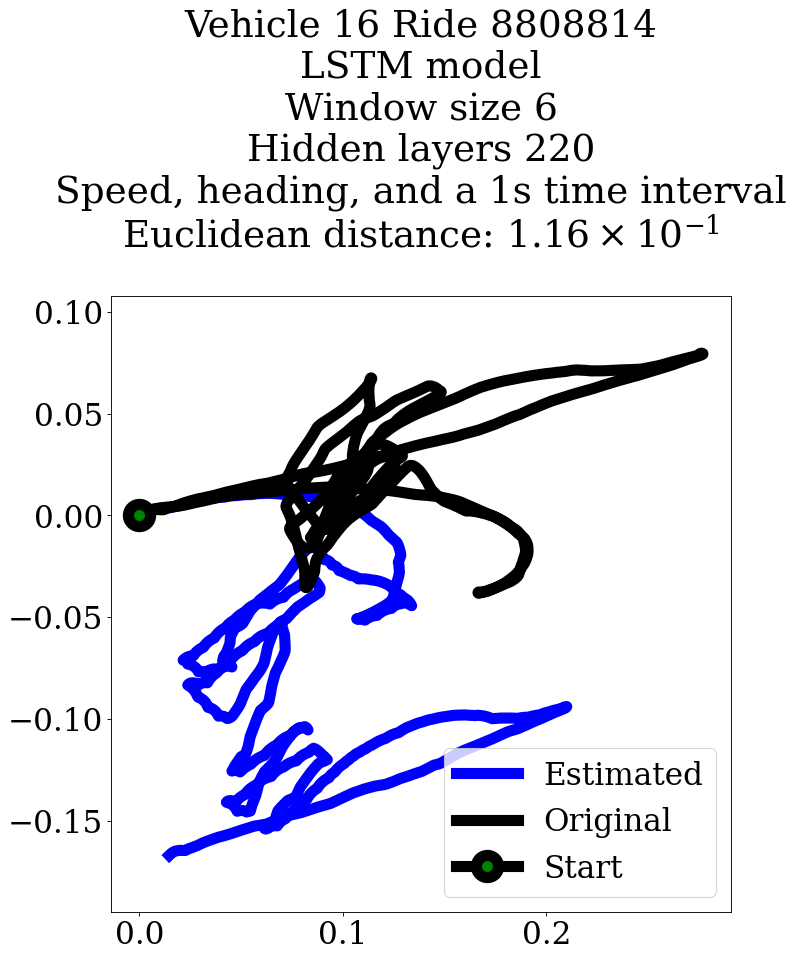 Vehicle 16 Ride 8808814
LSTM model
Window size 6
Hidden layers 220
Speed, heading, and a 1s time interval
Euclidean distance: 1.16 × 10⁻¹
0.10
0.05
0.00
−0.05
−0.10
−0.15
0.0 0.1 0.2
Estimated
Original
Start